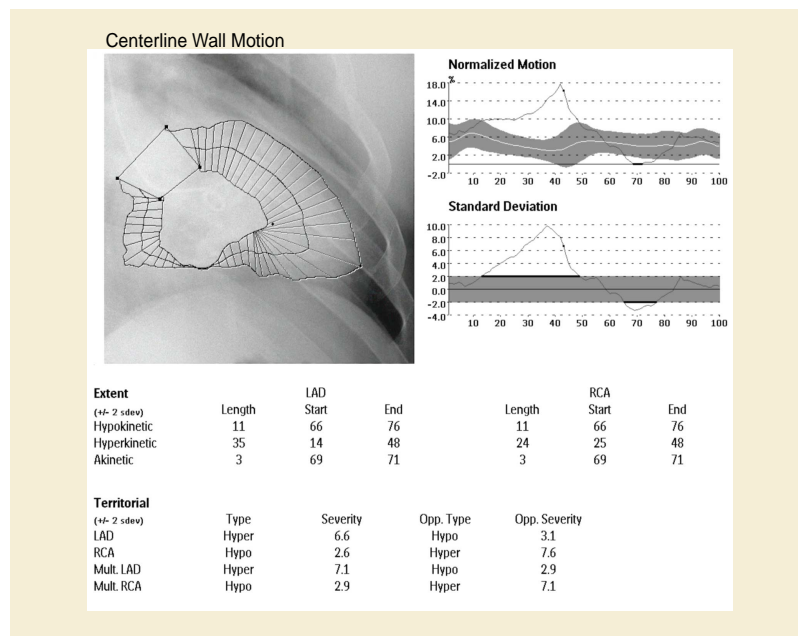 Centerline Wall Motion
Normalized Motion
%
18.0
14.0
10.0
6.0
2.0
-2.0
10 20 30 40 50 60 70 80 90 100
Standard Deviation
10.0
8.0
6.0
4.0
2.0
0.0
-2.0
-4.0
10 20 30 40 50 60 70 80 90 100
Extent LAD RCA
(+/- 2 sdev) Length Start End Length Start End
Hypokinetic 11 66 76 11 66 76
Hyperkinetic 35 14 48 24 25 48
Akinetic 3 69 71 3 69 71
Territorial
(+/- 2 sdev) Type Severity Opp. Type Opp. Severity
LAD Hyper 6.6 Hypo 3.1
RCA Hypo 2.6 Hyper 7.6
Mult. LAD Hyper 7.1 Hypo 2.9
Mult. RCA Hypo 2.9 Hyper 7.1